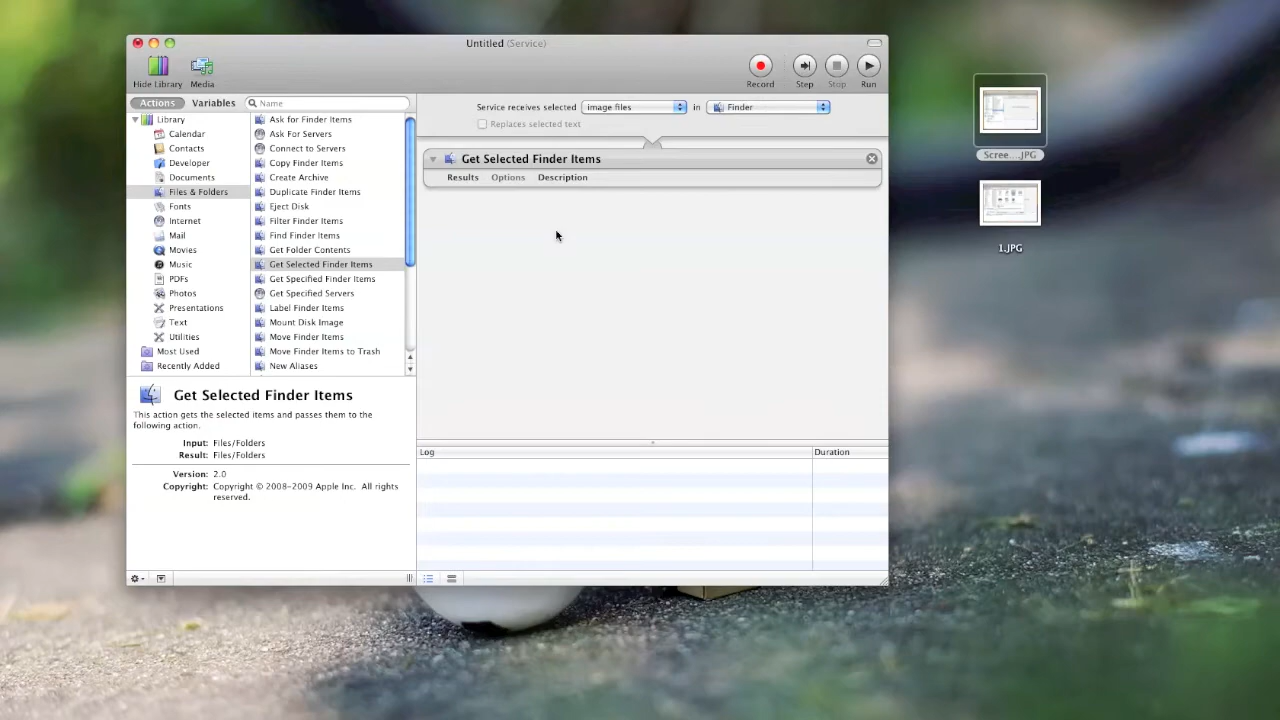 Untitled (Service)
Hide Library
Media
Record
Step
Stop
Run
Actions
Variables
Name
Service receives selected
image files
in
Finder
Replaces selected text
Library
Calendar
Contacts
Developer
Documents
Files & Folders
Fonts
Internet
Mail
Movies
Music
PDFs
Photos
Presentations
Text
Utilities
Most Used
Recently Added
Ask for Finder Items
Ask For Servers
Connect to Servers
Copy Finder Items
Create Archive
Duplicate Finder Items
Eject Disk
Filter Finder Items
Find Finder Items
Get Folder Contents
Get Selected Finder Items
Get Specified Finder Items
Get Specified Servers
Label Finder Items
Mount Disk Image
Move Finder Items
Move Finder Items to Trash
New Aliases
Get Selected Finder Items
Results
Options
Description
Get Selected Finder Items
This action gets the selected items and passes them to the
following action.
Input: Files/Folders
Result: Files/Folders
Version: 2.0
Copyright: Copyright © 2008-2009 Apple Inc. All rights
reserved.
Log
Duration
Scree....JPG
1.JPG